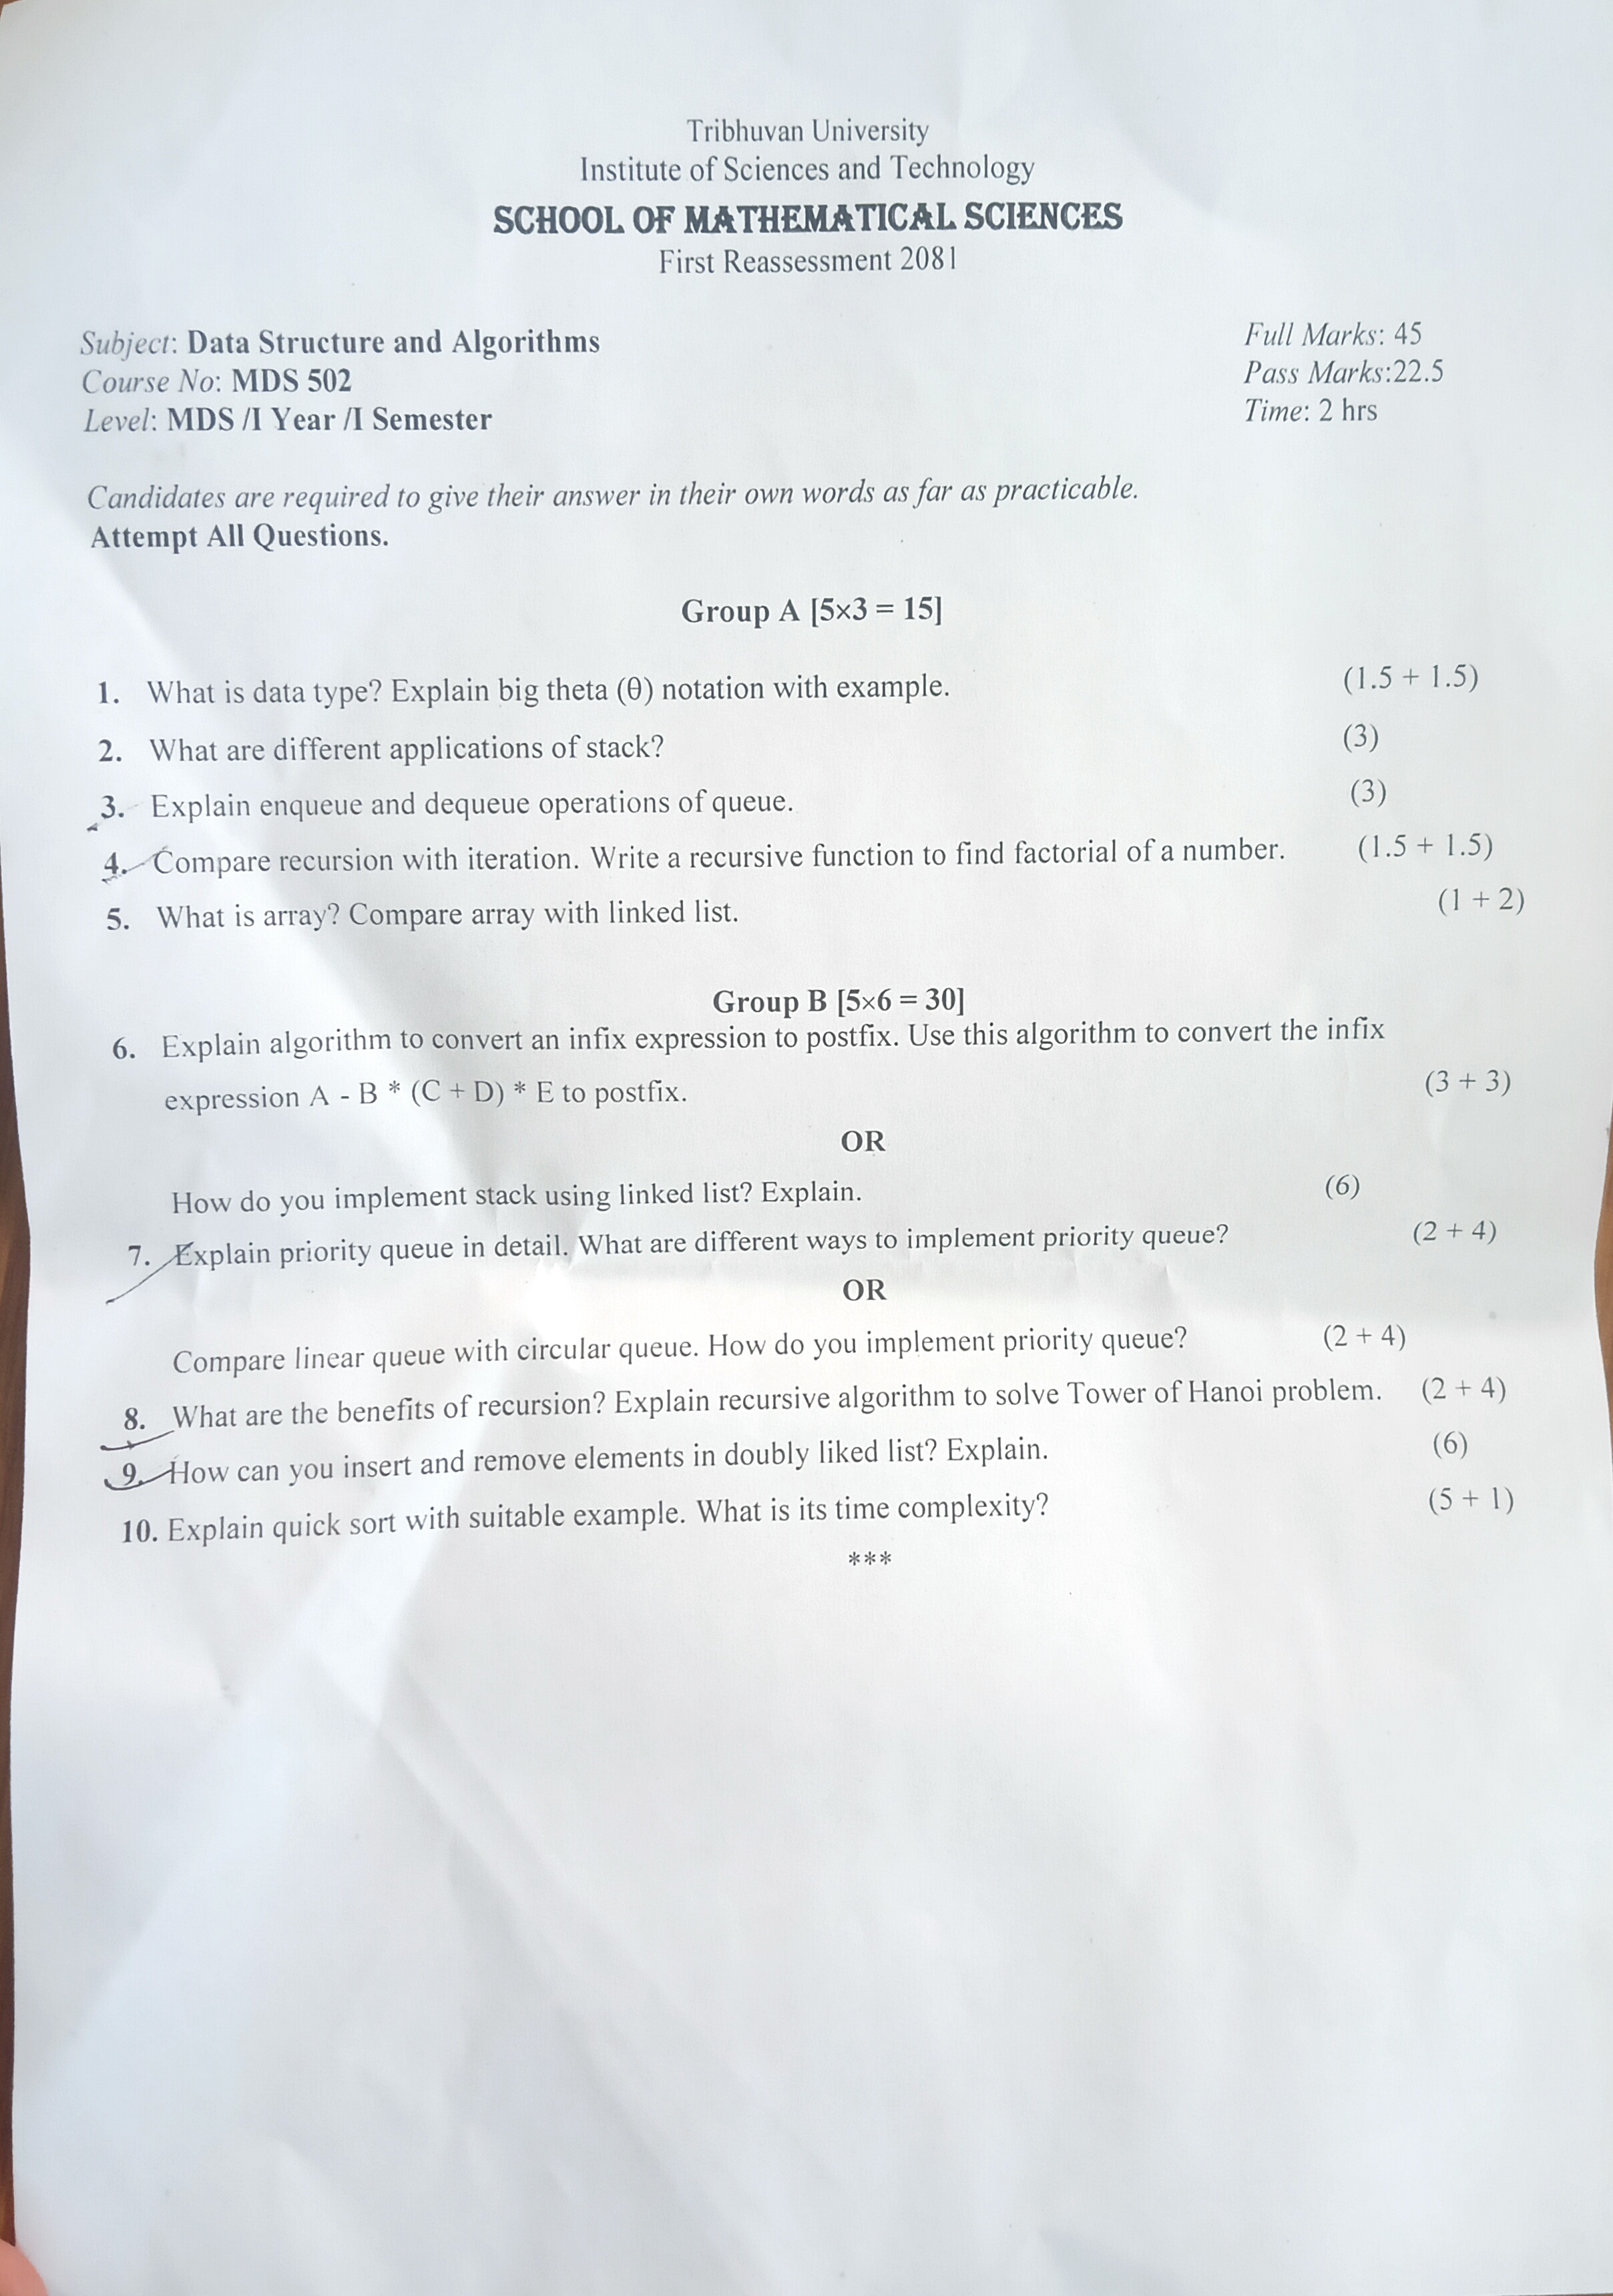 Tribhuvan University
Institute of Sciences and Technology
SCHOOL OF MATHEMATICAL SCIENCES
First Reassessment 2081
Subject: Data Structure and Algorithms
Full Marks: 45
Course No: MDS 502
Pass Marks:22.5
Level: MDS /I Year /I Semester
Time: 2 hrs
Candidates are required to give their answer in their own words as far as practicable.
Attempt All Questions.
Group A [5×3 = 15]
1. What is data type? Explain big theta (θ) notation with example. (1.5 + 1.5)
2. What are different applications of stack? (3)
3. Explain enqueue and dequeue operations of queue. (3)
4. Compare recursion with iteration. Write a recursive function to find factorial of a number. (1.5 + 1.5)
5. What is array? Compare array with linked list. (1 + 2)
Group B [5×6 = 30]
6. Explain algorithm to convert an infix expression to postfix. Use this algorithm to convert the infix
expression A - B * (C + D) * E to postfix. (3 + 3)
OR
How do you implement stack using linked list? Explain. (6)
7. Explain priority queue in detail. What are different ways to implement priority queue? (2 + 4)
OR
Compare linear queue with circular queue. How do you implement priority queue? (2 + 4)
8. What are the benefits of recursion? Explain recursive algorithm to solve Tower of Hanoi problem. (2 + 4)
9. How can you insert and remove elements in doubly liked list? Explain. (6)
10. Explain quick sort with suitable example. What is its time complexity? (5 + 1)
***